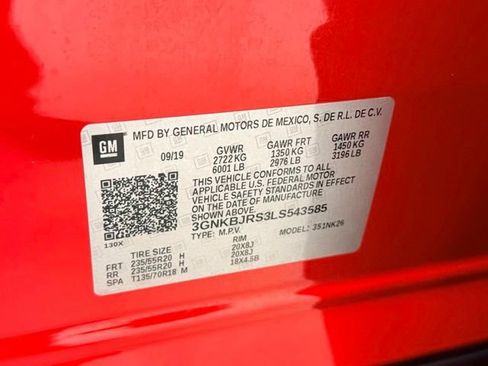 GM
MFD BY GENERAL MOTORS DE MEXICO, S. DE R.L. DE C.V.
09/19 GVWR GAWR FRT GAWR RR
2722 KG 1350 KG 1450 KG
6001 LB 2976 LB 3196 LB
THIS VEHICLE CONFORMS TO ALL
APPLICABLE U.S. FEDERAL MOTOR
VEHICLE SAFETY STANDARDS IN EFFECT
ON THE DATE OF MANUFACTURE
3GNKBJRS3LS543585
130X TYPE: M.P.V. MODEL: 351NK26
TIRE SIZE RIM
FRT 235/55R20 H 20X8J
RR 235/55R20 H 20X8J
SPA T135/70R18 M 18X4.5B